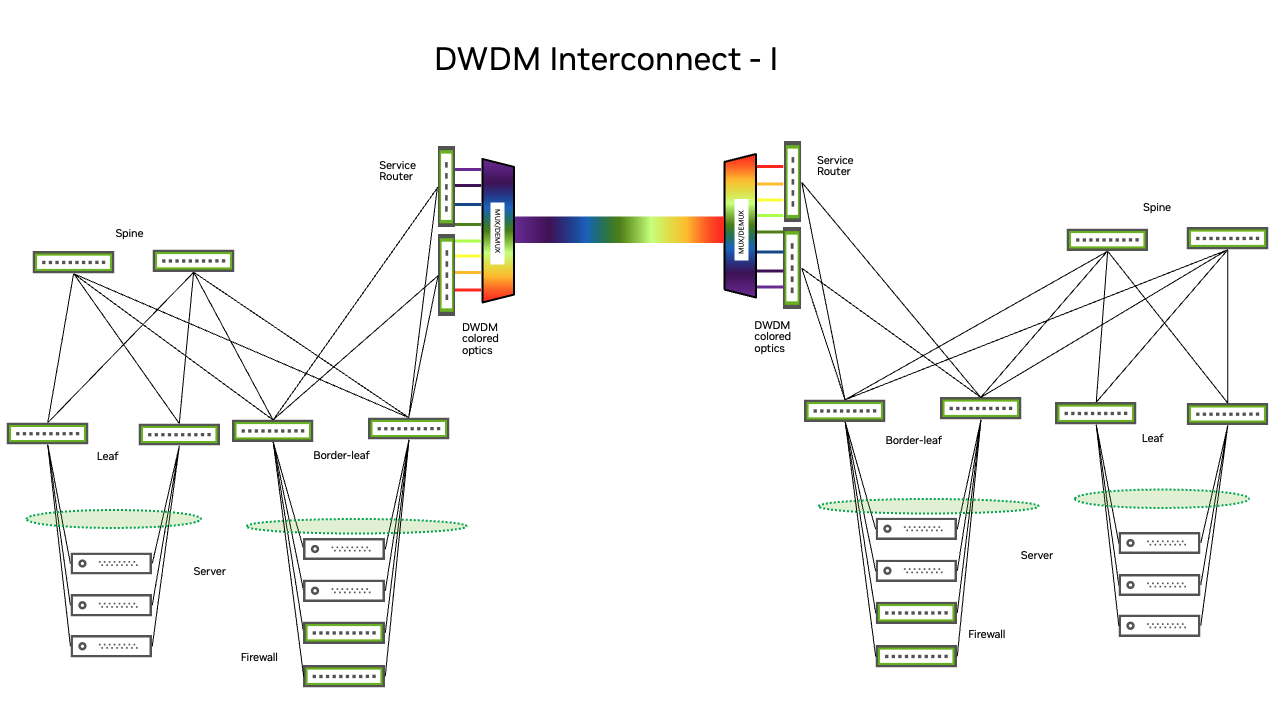 DWDM Interconnect - I
Service
Router
MUX/DEMUX
DWDM
colored
optics
Spine
Leaf
Border-leaf
Server
Firewall
MUX/DEMUX
Service
Router
DWDM
colored
optics
Spine
Border-leaf
Leaf
Server
Firewall